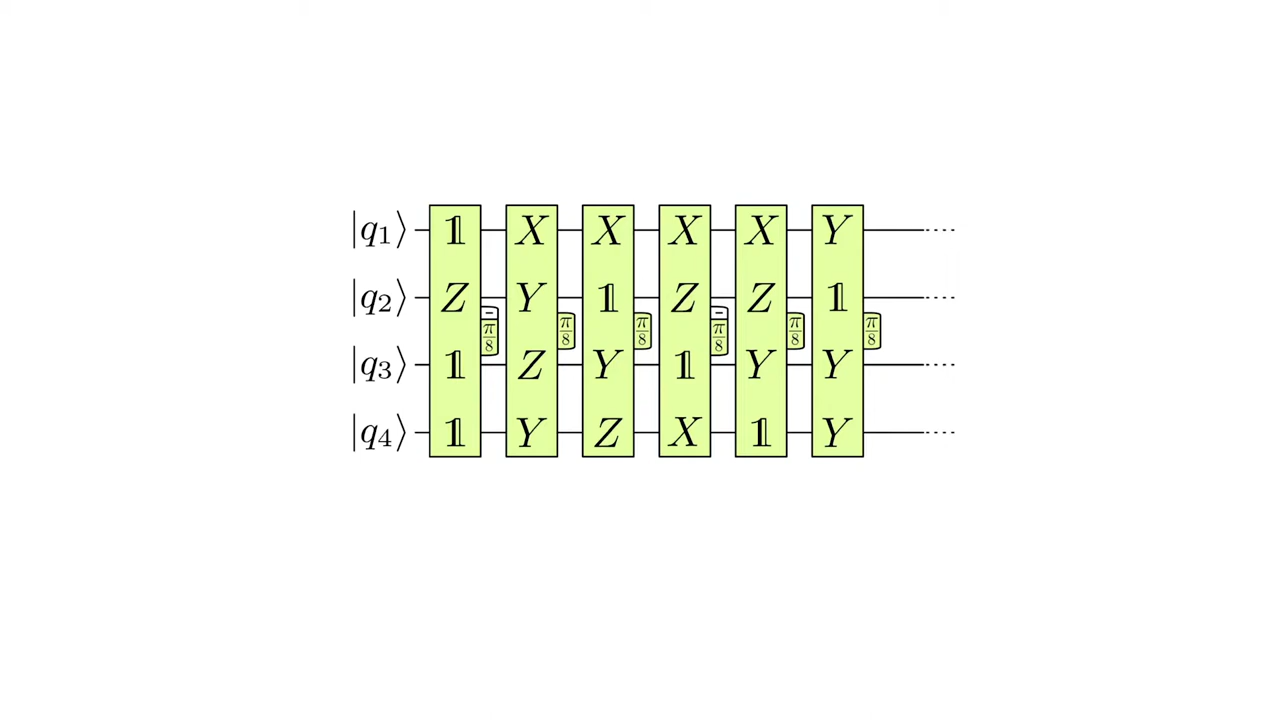 |q₁⟩ 𝟙 X X X X Y
|q₂⟩ Z Y 𝟙 Z Z 𝟙
- π/8 π/8 π/8 - π/8 π/8 π/8
|q₃⟩ 𝟙 Z Y 𝟙 Y Y
|q₄⟩ 𝟙 Y Z X 𝟙 Y